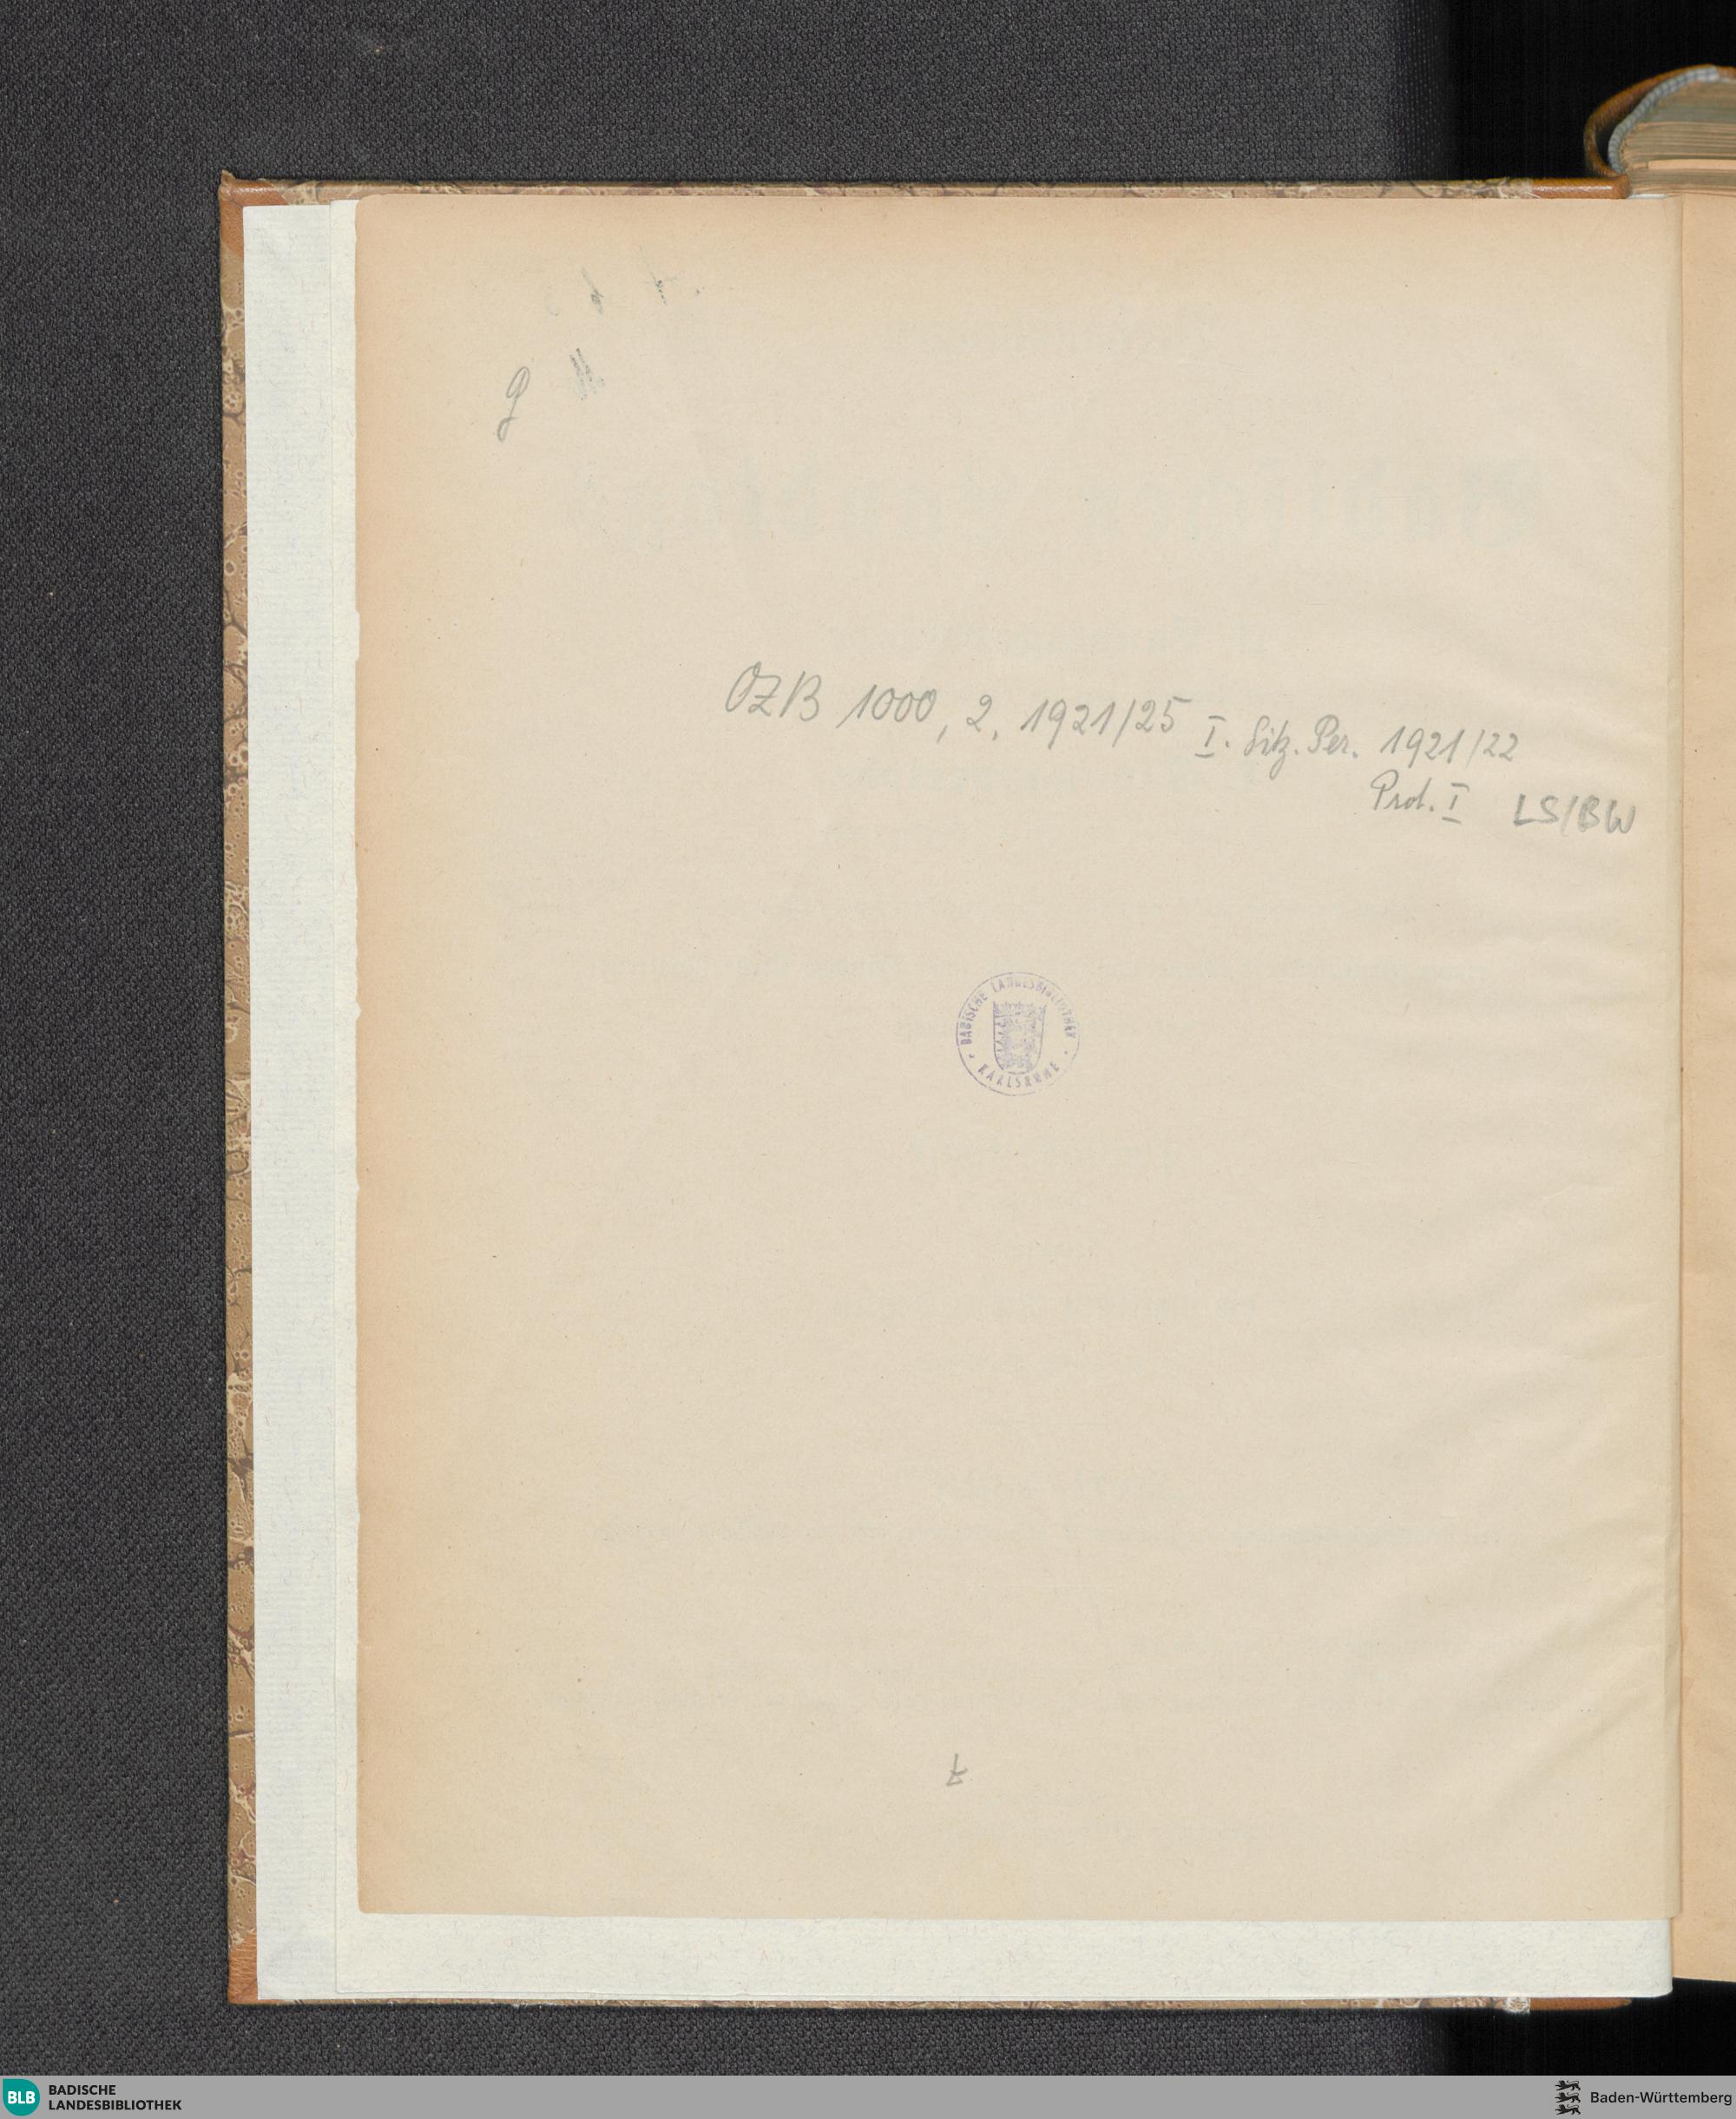 g
OZB 1000, 2, 1921/25 I. Sitz. Per. 1921/22
Prot. I LS/BW
BADISCHE LANDESBIBLIOTHEK
KARLSRUHE
BLB BADISCHE
LANDESBIBLIOTHEK
Baden-Württemberg